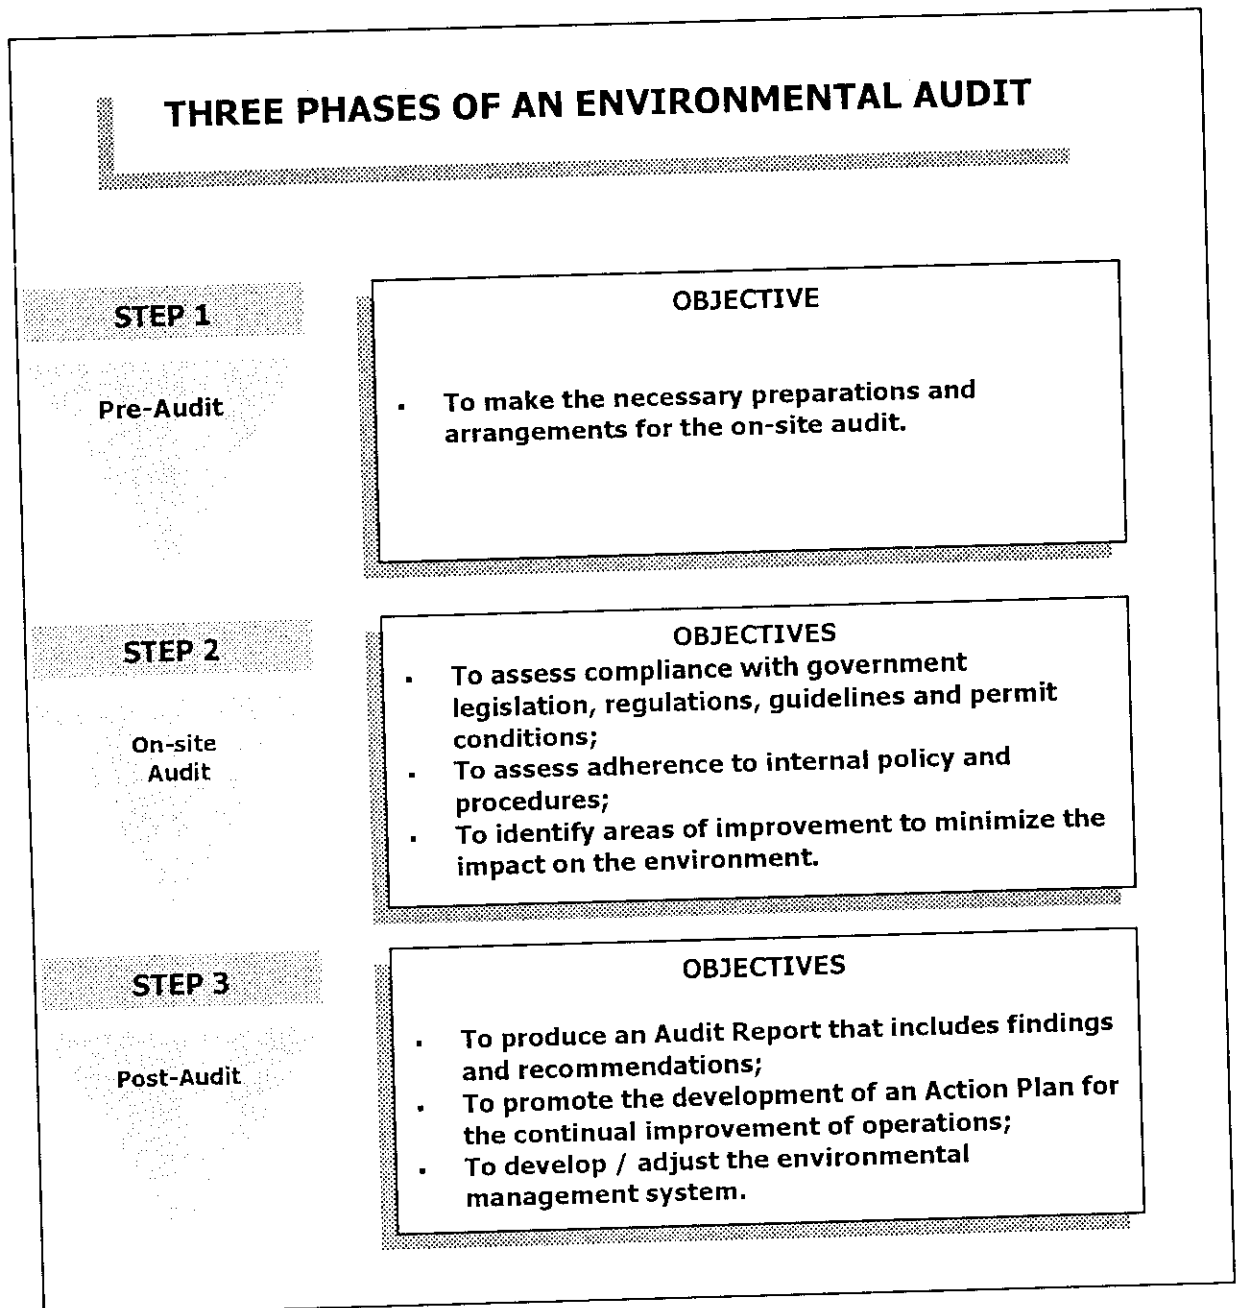 THREE PHASES OF AN ENVIRONMENTAL AUDIT
STEP 1
Pre-Audit
OBJECTIVE
. To make the necessary preparations and
arrangements for the on-site audit.
STEP 2
On-site
Audit
OBJECTIVES
. To assess compliance with government
legislation, regulations, guidelines and permit
conditions;
. To assess adherence to internal policy and
procedures;
. To identify areas of improvement to minimize the
impact on the environment.
STEP 3
Post-Audit
OBJECTIVES
. To produce an Audit Report that includes findings
and recommendations;
. To promote the development of an Action Plan for
the continual improvement of operations;
. To develop / adjust the environmental
management system.